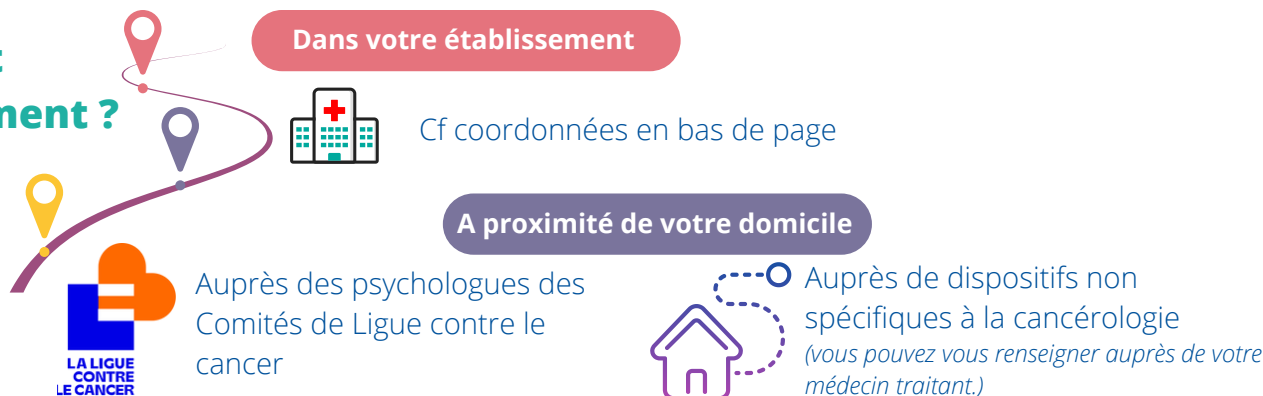 ment ?
Dans votre établissement
Cf coordonnées en bas de page
A proximité de votre domicile
Auprès des psychologues des
Comités de Ligue contre le
cancer
LA LIGUE
CONTRE
LE CANCER
Auprès de dispositifs non
spécifiques à la cancérologie
(vous pouvez vous renseigner auprès de votre
médecin traitant.)